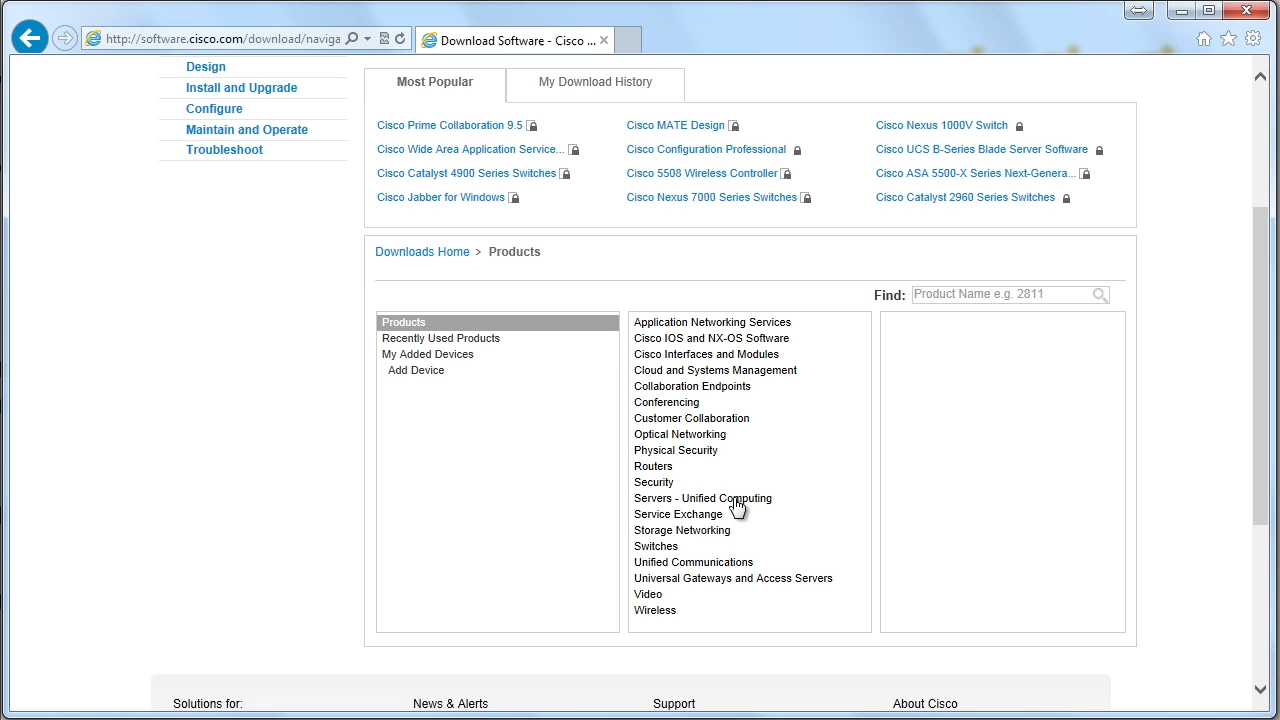 http://software.cisco.com/download/naviga
Download Software - Cisco ...
Design
Install and Upgrade
Configure
Maintain and Operate
Troubleshoot
Most Popular
My Download History
Cisco Prime Collaboration 9.5
Cisco MATE Design
Cisco Nexus 1000V Switch
Cisco Wide Area Application Service...
Cisco Configuration Professional
Cisco UCS B-Series Blade Server Software
Cisco Catalyst 4900 Series Switches
Cisco 5508 Wireless Controller
Cisco ASA 5500-X Series Next-Genera...
Cisco Jabber for Windows
Cisco Nexus 7000 Series Switches
Cisco Catalyst 2960 Series Switches
Downloads Home > Products
Find: Product Name e.g. 2811
Products
Recently Used Products
My Added Devices
Add Device
Application Networking Services
Cisco IOS and NX-OS Software
Cisco Interfaces and Modules
Cloud and Systems Management
Collaboration Endpoints
Conferencing
Customer Collaboration
Optical Networking
Physical Security
Routers
Security
Servers - Unified Computing
Service Exchange
Storage Networking
Switches
Unified Communications
Universal Gateways and Access Servers
Video
Wireless
Solutions for:
News & Alerts
Support
About Cisco